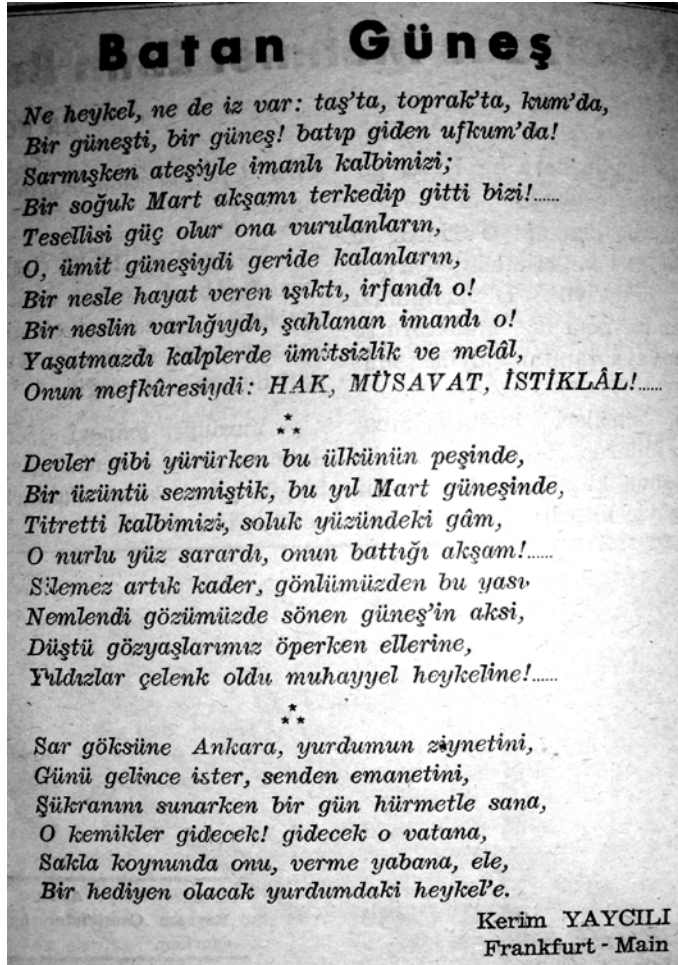 Batan Güneş
Ne heykel, ne de iz var: taş'ta, toprak'ta, kum'da,
Bir güneşti, bir güneş! batıp giden ufkum'da!
Sarmışken ateşiyle imanlı kalbimizi;
Bir soğuk Mart akşamı terkedip gitti bizi!......
Tesellisi güç olur ona vurulanların,
O, ümit güneşiydi geride kalanların,
Bir nesle hayat veren ışıktı, irfandı o!
Bir neslin varlığıydı, şahlanan imandı o!
Yaşatmazdı kalplerde ümitsizlik ve melâl,
Onun mefkûresiydi: HAK, MÜSAVAT, İSTİKLÂL!......
***
Devler gibi yürürken bu ülkünün peşinde,
Bir üzüntü sezmiştik, bu yıl Mart güneşinde,
Titretti kalbimizi, soluk yüzündeki gâm,
O nurlu yüz sarardı, onun battığı akşam!......
Silemez artık kader, gönlümüzden bu yası
Nemlendi gözümüzde sönen güneş'in aksi,
Düştü gözyaşlarımız öperken ellerine,
Yıldızlar çelenk oldu muhayyel heykeline!......
***
Sar göksüne Ankara, yurdumun ziynetini,
Günü gelince ister, senden emanetini,
Şükranını sunarken bir gün hürmetle sana,
O kemikler gidecek! gidecek o vatana,
Sakla koynunda onu, verme yabana, ele,
Bir hediyen olacak yurdumdaki heykel'e.
Kerim YAYCILI
Frankfurt - Main